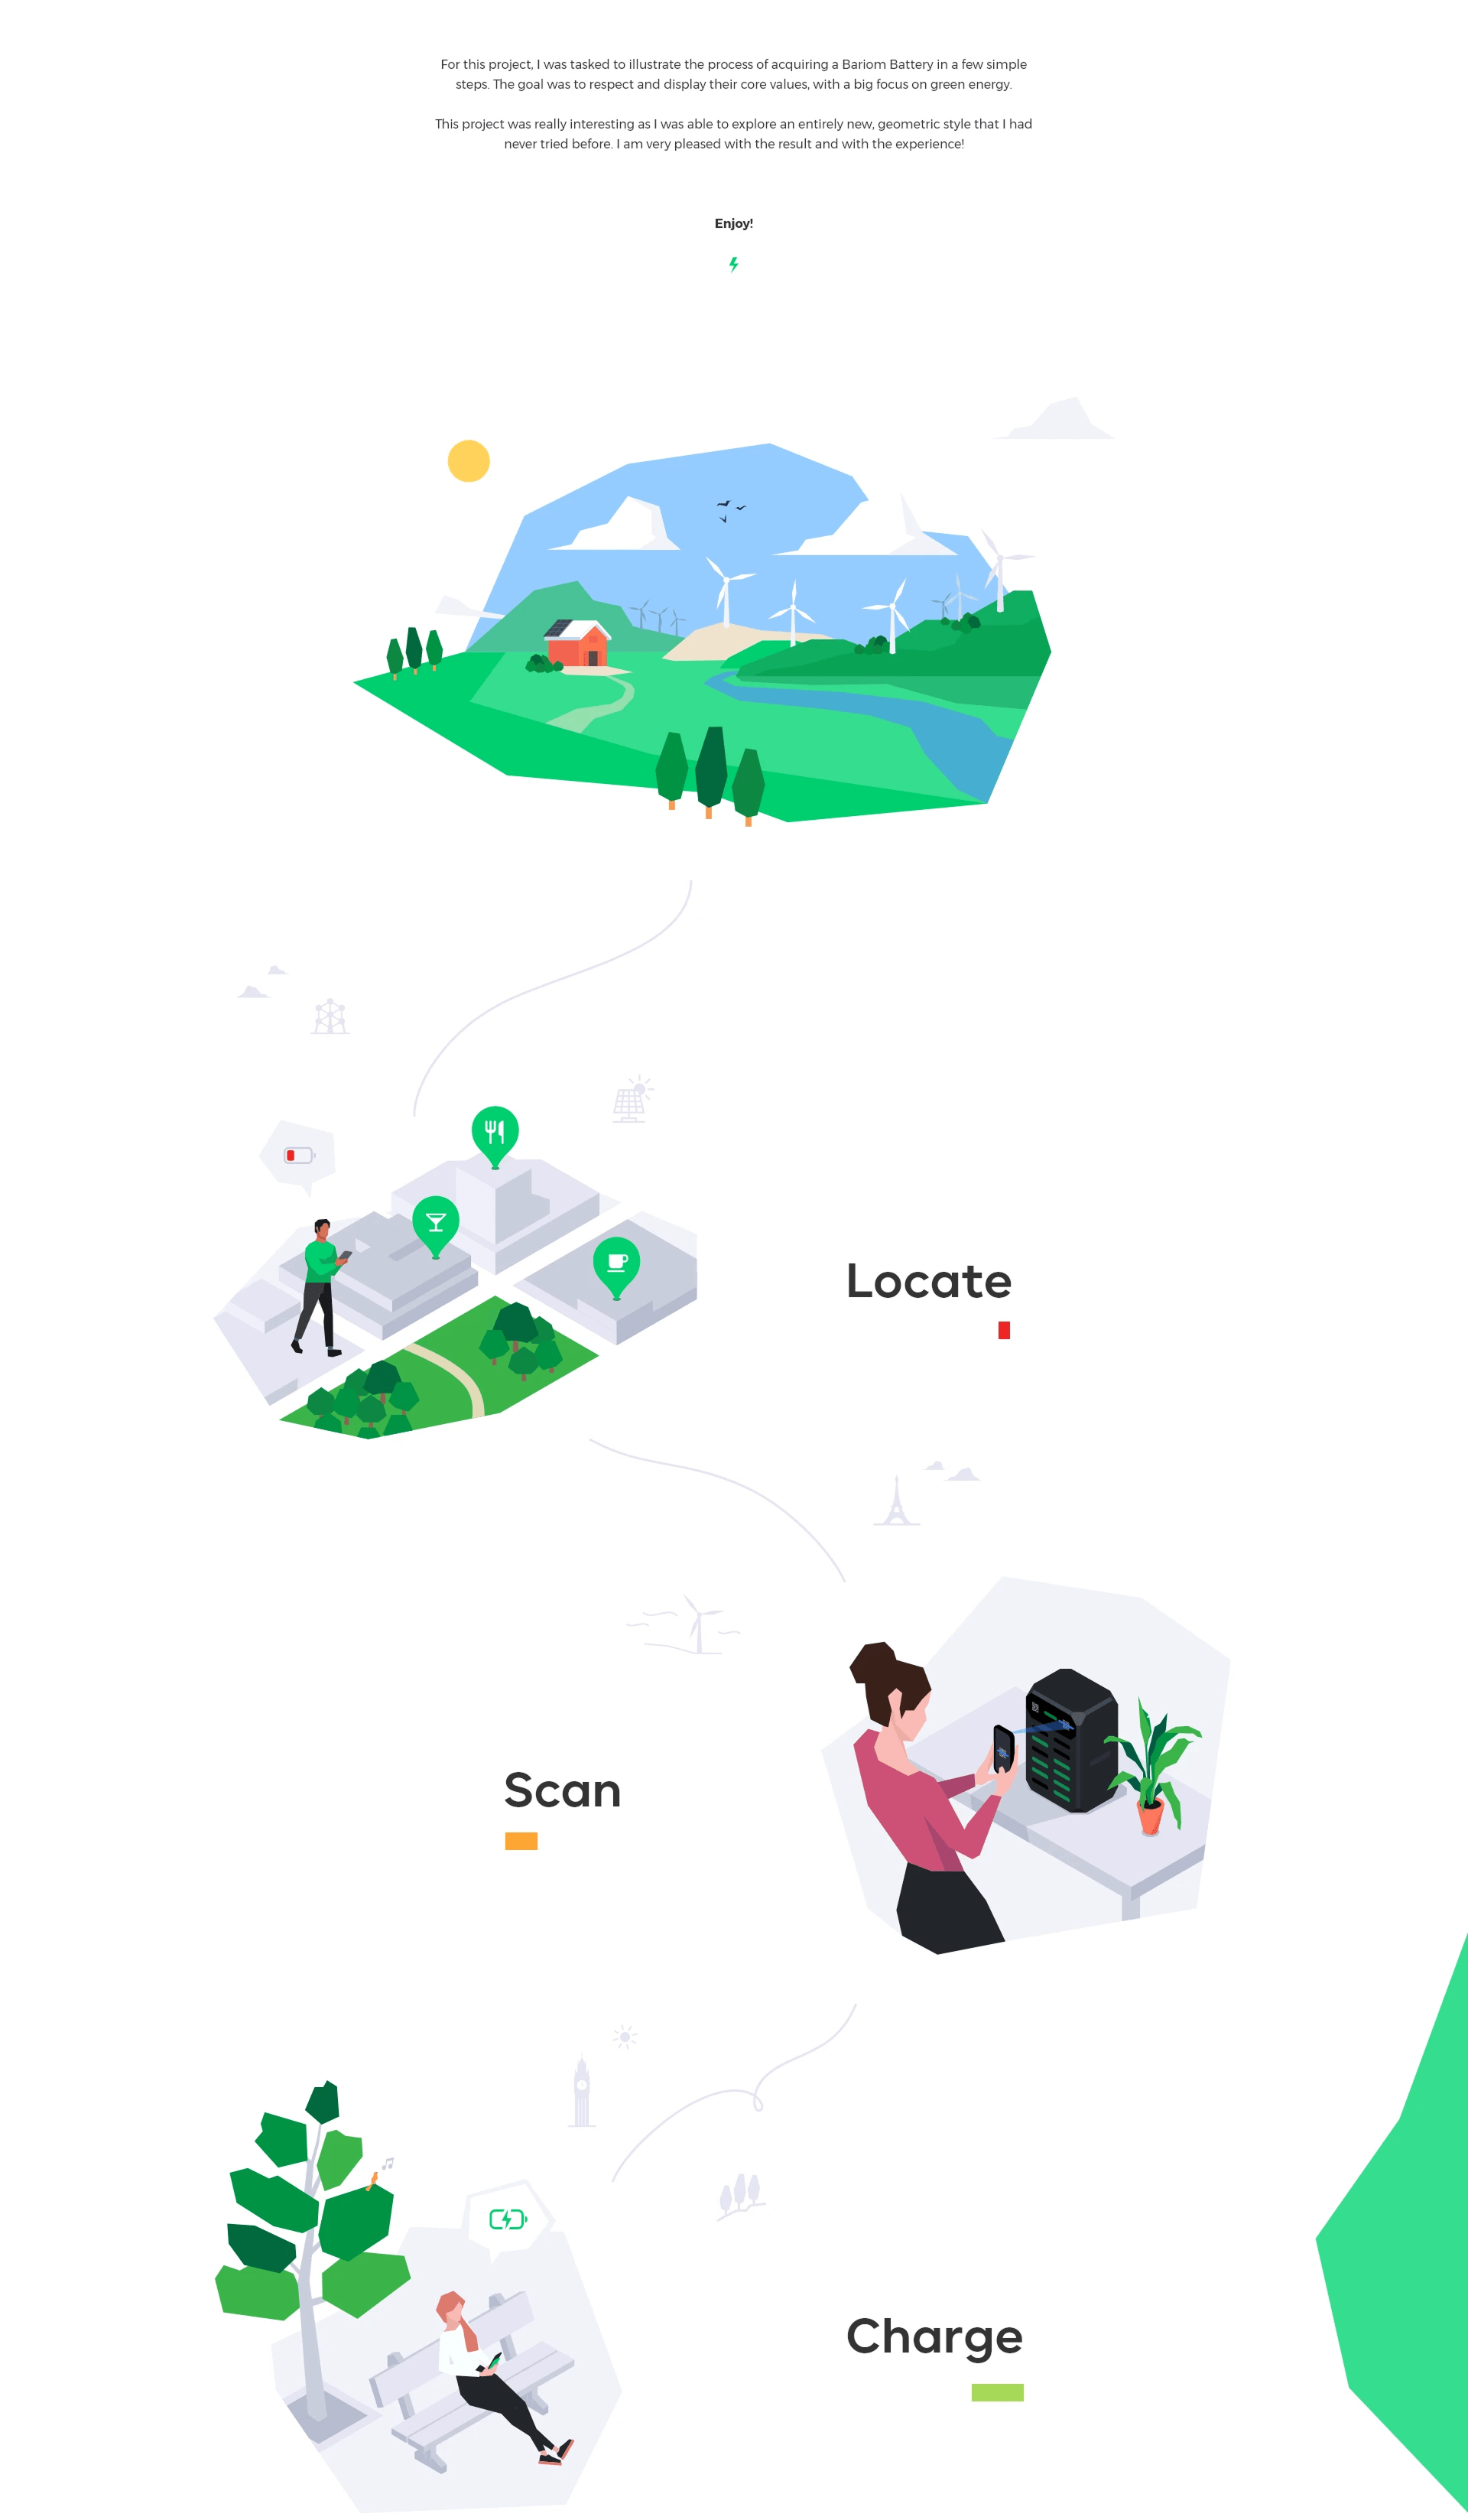 For this project, I was tasked to illustrate the process of acquiring a Bariom Battery in a few simple
steps. The goal was to respect and display their core values, with a big focus on green energy.
This project was really interesting as I was able to explore an entirely new, geometric style that I had
never tried before. I am very pleased with the result and with the experience!
Enjoy!
Locate
Scan
Charge